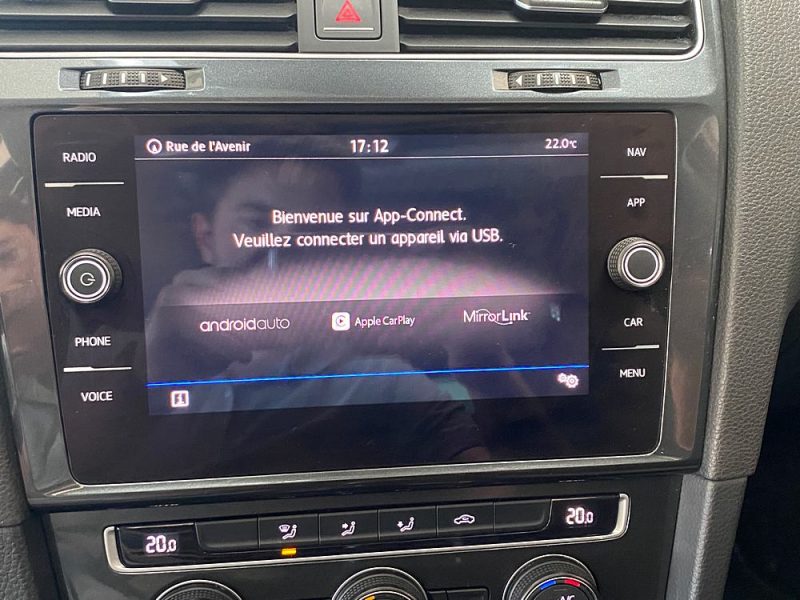 RADIO
MEDIA
PHONE
VOICE
Rue de l'Avenir 17:12 22.0°C
Bienvenue sur App-Connect.
Veuillez connecter un appareil via USB.
androidauto Apple CarPlay MirrorLink
i
NAV
APP
CAR
MENU
20.0 20.0
A/C